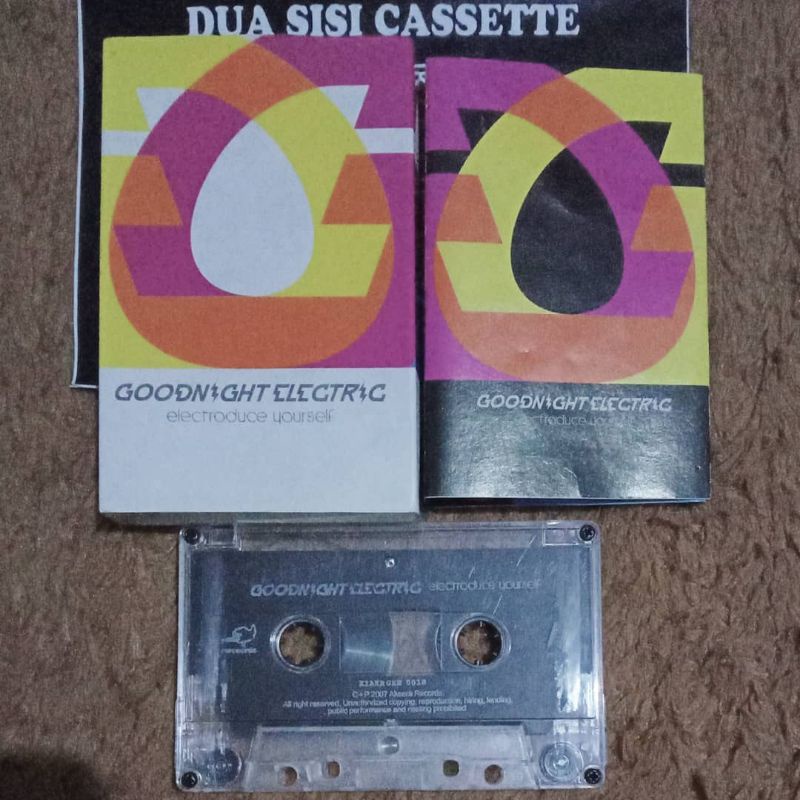 DUA SISI CASSETTE
GOODNIGHT ELECTRIC
electroduce yourself
GOODNIGHT ELECTRIC
GOODNIGHT ELECTRIC electroduce yourself
C+P 2007 Aksara Records
All right reserved. Unauthorized copying, reproduction, hiring, lending,
public performance and casting prohibited